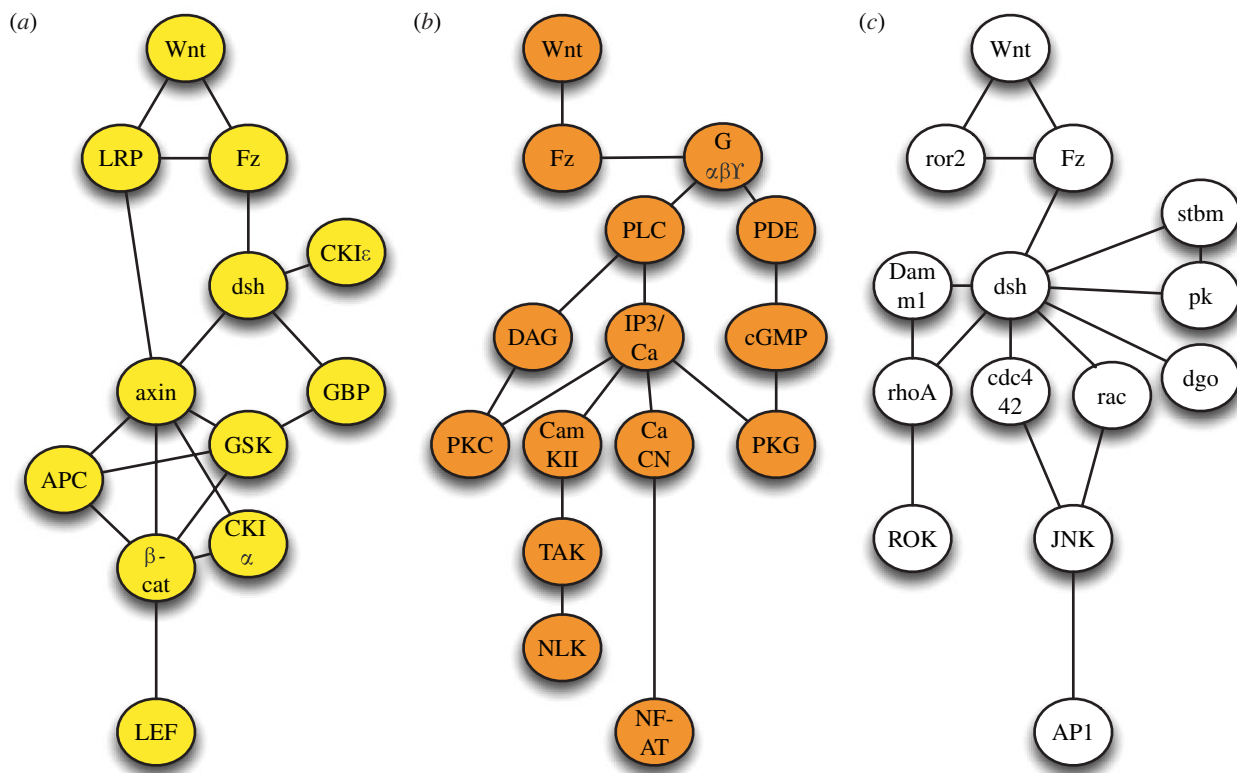 (a)
Wnt
LRP
Fz
CKIε
dsh
axin
GBP
GSK
APC
CKI
α
β-
cat
LEF
(b)
Wnt
Fz
G
αβϒ
PLC
PDE
DAG
IP3/
Ca
cGMP
PKC
Cam
KII
Ca
CN
PKG
TAK
NLK
NF-
AT
(c)
Wnt
ror2
Fz
stbm
Dam
m1
dsh
pk
rhoA
cdc4
42
rac
dgo
ROK
JNK
AP1